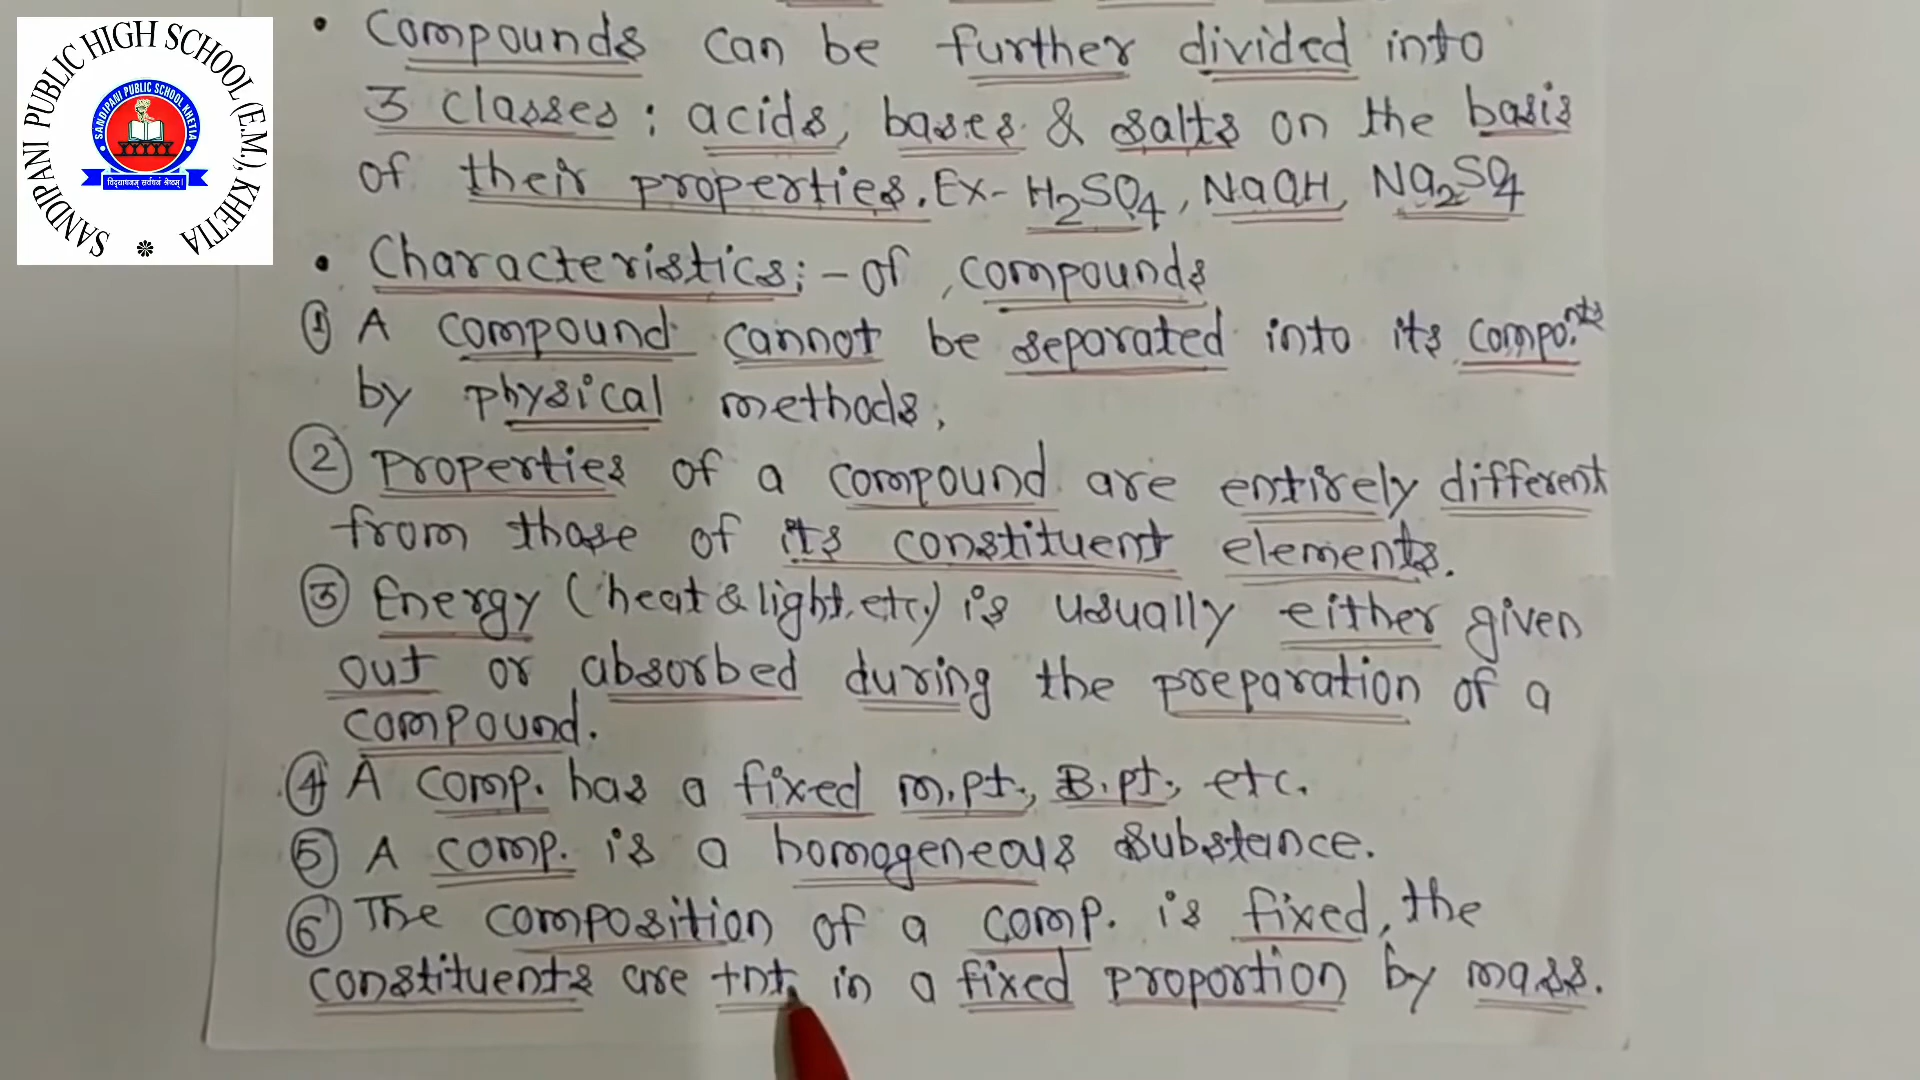 SANDIPANI PUBLIC HIGH SCHOOL (E.M.), KHETIA
SANDIPANI PUBLIC SCHOOL KHETIA
• Compounds can be further divided into
3 classes : acids, bases & salts on the basis
of their properties. Ex- H₂SO₄, NaOH, Na₂SO₄
• Characteristics :- of compounds
① A compound cannot be separated into its compo.nts
by physical methods.
② Properties of a compound are entirely different
from those of its constituent elements.
③ Energy (heat & light, etc.) is usually either given
out or absorbed during the preparation of a
compound.
④ A comp. has a fixed m.pt., B.pt., etc.
⑤ A comp. is a homogeneous substance.
⑥ The composition of a comp. is fixed, the
constituents are tnt. in a fixed proportion by mass.